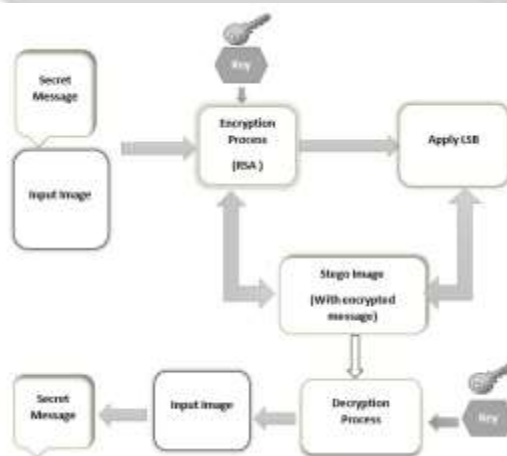 Key
Secret
Message
Input Image
Encryption
Process
(RSA )
Apply LSB
Stego Image
(With encrypted
message)
Secret
Message
Input Image
Decryption
Process
Key